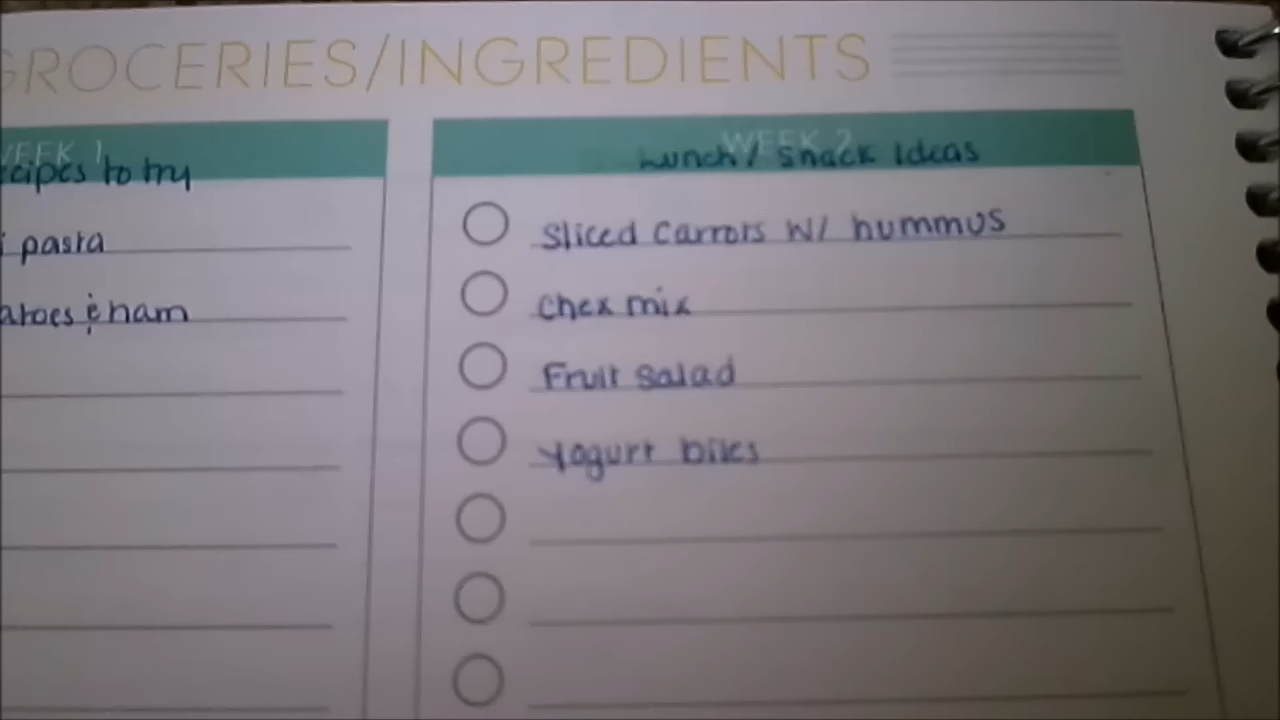 GROCERIES/INGREDIENTS
WEEK 1
ecipes to try
pasta
atoes & ham
WEEK 2
Lunch / Snack Ideas
Sliced Carrots W/ hummus
Chex mix
Fruit Salad
Yogurt bites